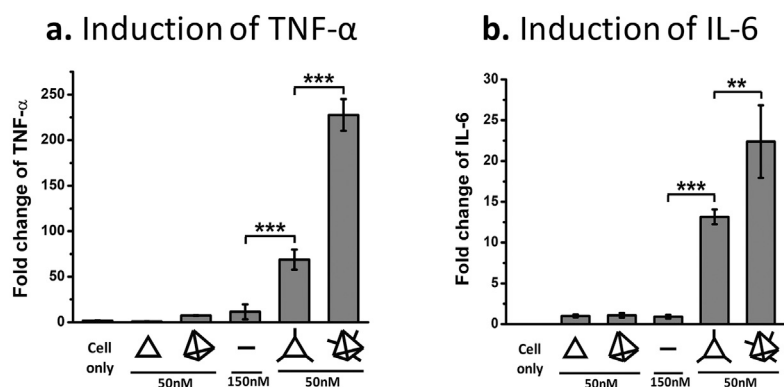 a. Induction of TNF-α
Fold change of TNF-α
250
200
150
100
50
0
***
***
Cell
only
50nM
150nM
50nM
b. Induction of IL-6
Fold change of IL-6
30
25
20
15
10
5
0
***
**
Cell
only
50nM
150nM
50nM